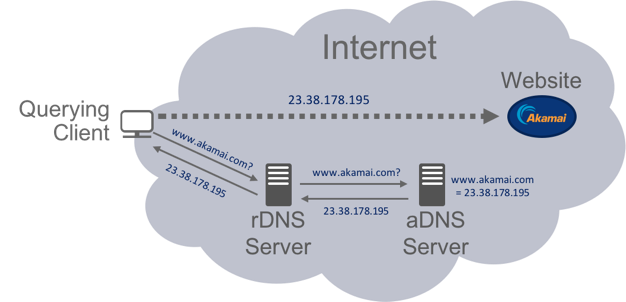 Internet
Website
Akamai
Querying
Client
23.38.178.195
www.akamai.com?
23.38.178.195
www.akamai.com?
23.38.178.195
www.akamai.com
= 23.38.178.195
rDNS
Server
aDNS
Server